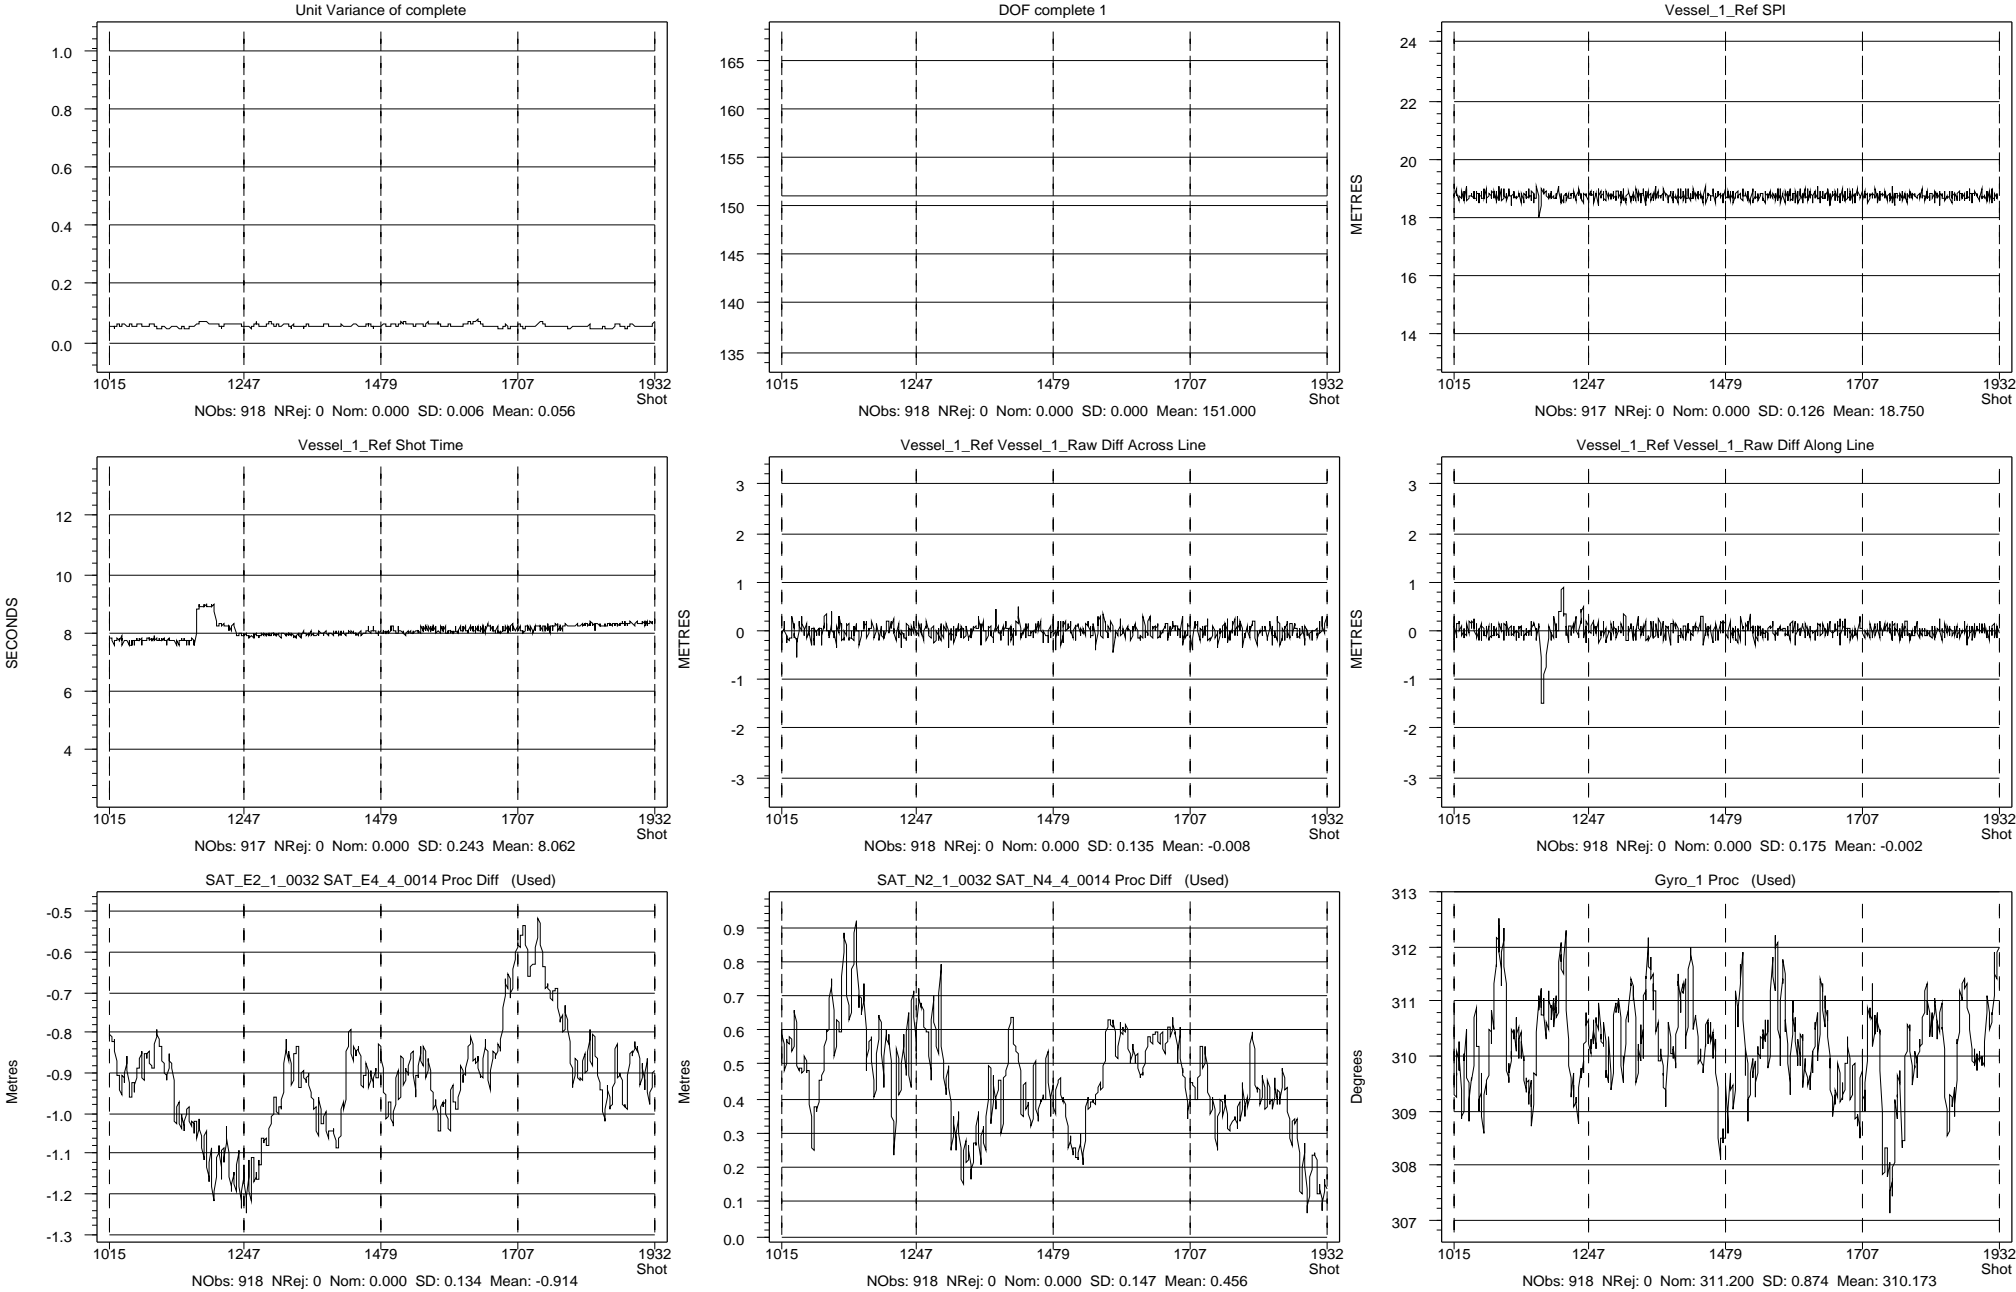 Unit Variance of complete
1.0
0.8
0.6
0.4
0.2
0.0
1015 1247 1479 1707 1932
Shot
NObs: 918 NRej: 0 Nom: 0.000 SD: 0.006 Mean: 0.056
DOF complete 1
165
160
155
150
145
140
135
1015 1247 1479 1707 1932
Shot
NObs: 918 NRej: 0 Nom: 0.000 SD: 0.000 Mean: 151.000
Vessel_1_Ref SPI
METRES
24
22
20
18
16
14
1015 1247 1479 1707 1932
Shot
NObs: 917 NRej: 0 Nom: 0.000 SD: 0.126 Mean: 18.750
Vessel_1_Ref Shot Time
SECONDS
12
10
8
6
4
1015 1247 1479 1707 1932
Shot
NObs: 917 NRej: 0 Nom: 0.000 SD: 0.243 Mean: 8.062
Vessel_1_Ref Vessel_1_Raw Diff Across Line
METRES
3
2
1
0
-1
-2
-3
1015 1247 1479 1707 1932
Shot
NObs: 918 NRej: 0 Nom: 0.000 SD: 0.135 Mean: -0.008
Vessel_1_Ref Vessel_1_Raw Diff Along Line
METRES
3
2
1
0
-1
-2
-3
1015 1247 1479 1707 1932
Shot
NObs: 918 NRej: 0 Nom: 0.000 SD: 0.175 Mean: -0.002
SAT_E2_1_0032 SAT_E4_4_0014 Proc Diff (Used)
Metres
-0.5
-0.6
-0.7
-0.8
-0.9
-1.0
-1.1
-1.2
-1.3
1015 1247 1479 1707 1932
Shot
NObs: 918 NRej: 0 Nom: 0.000 SD: 0.134 Mean: -0.914
SAT_N2_1_0032 SAT_N4_4_0014 Proc Diff (Used)
Metres
0.9
0.8
0.7
0.6
0.5
0.4
0.3
0.2
0.1
0.0
1015 1247 1479 1707 1932
Shot
NObs: 918 NRej: 0 Nom: 0.000 SD: 0.147 Mean: 0.456
Gyro_1 Proc (Used)
Degrees
313
312
311
310
309
308
307
1015 1247 1479 1707 1932
Shot
NObs: 918 NRej: 0 Nom: 311.200 SD: 0.874 Mean: 310.173